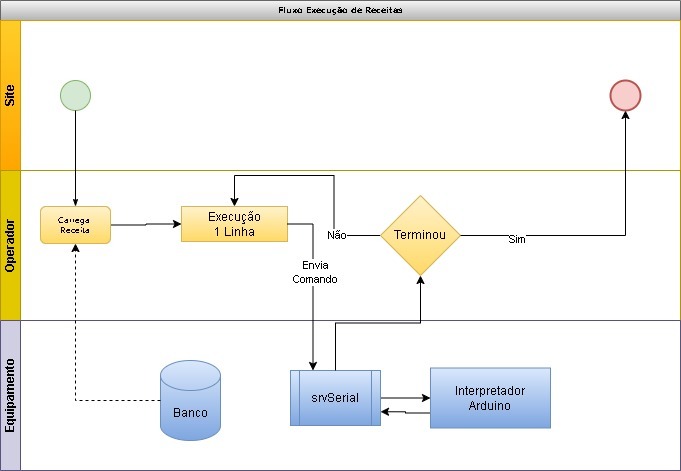 Fluxo Execução de Receitas
Site
Operador
Carrega
Receita
Execução
1 Linha
Não
Terminou
Sim
Envia
Comando
Equipamento
Banco
srvSerial
Interpretador
Arduino